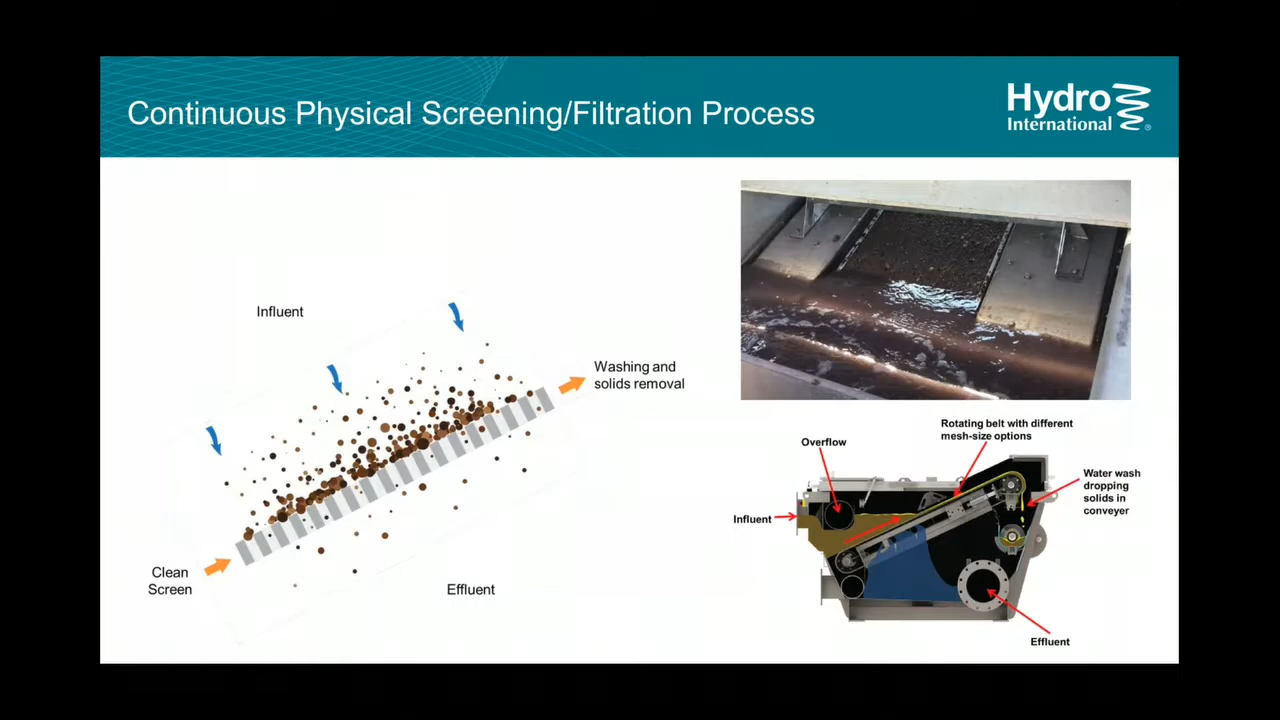 Continuous Physical Screening/Filtration Process
Hydro
International
®
Influent
Washing and
solids removal
Clean
Screen
Effluent
Rotating belt with different
mesh-size options
Overflow
Water wash
dropping
solids in
conveyer
Influent
Effluent